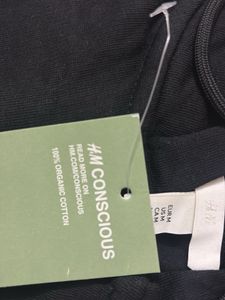 H&M CONSCIOUS
READ MORE ON
HM.COM/CONSCIOUS
100% ORGANIC COTTON
EUR M
US M
CA M
H&M